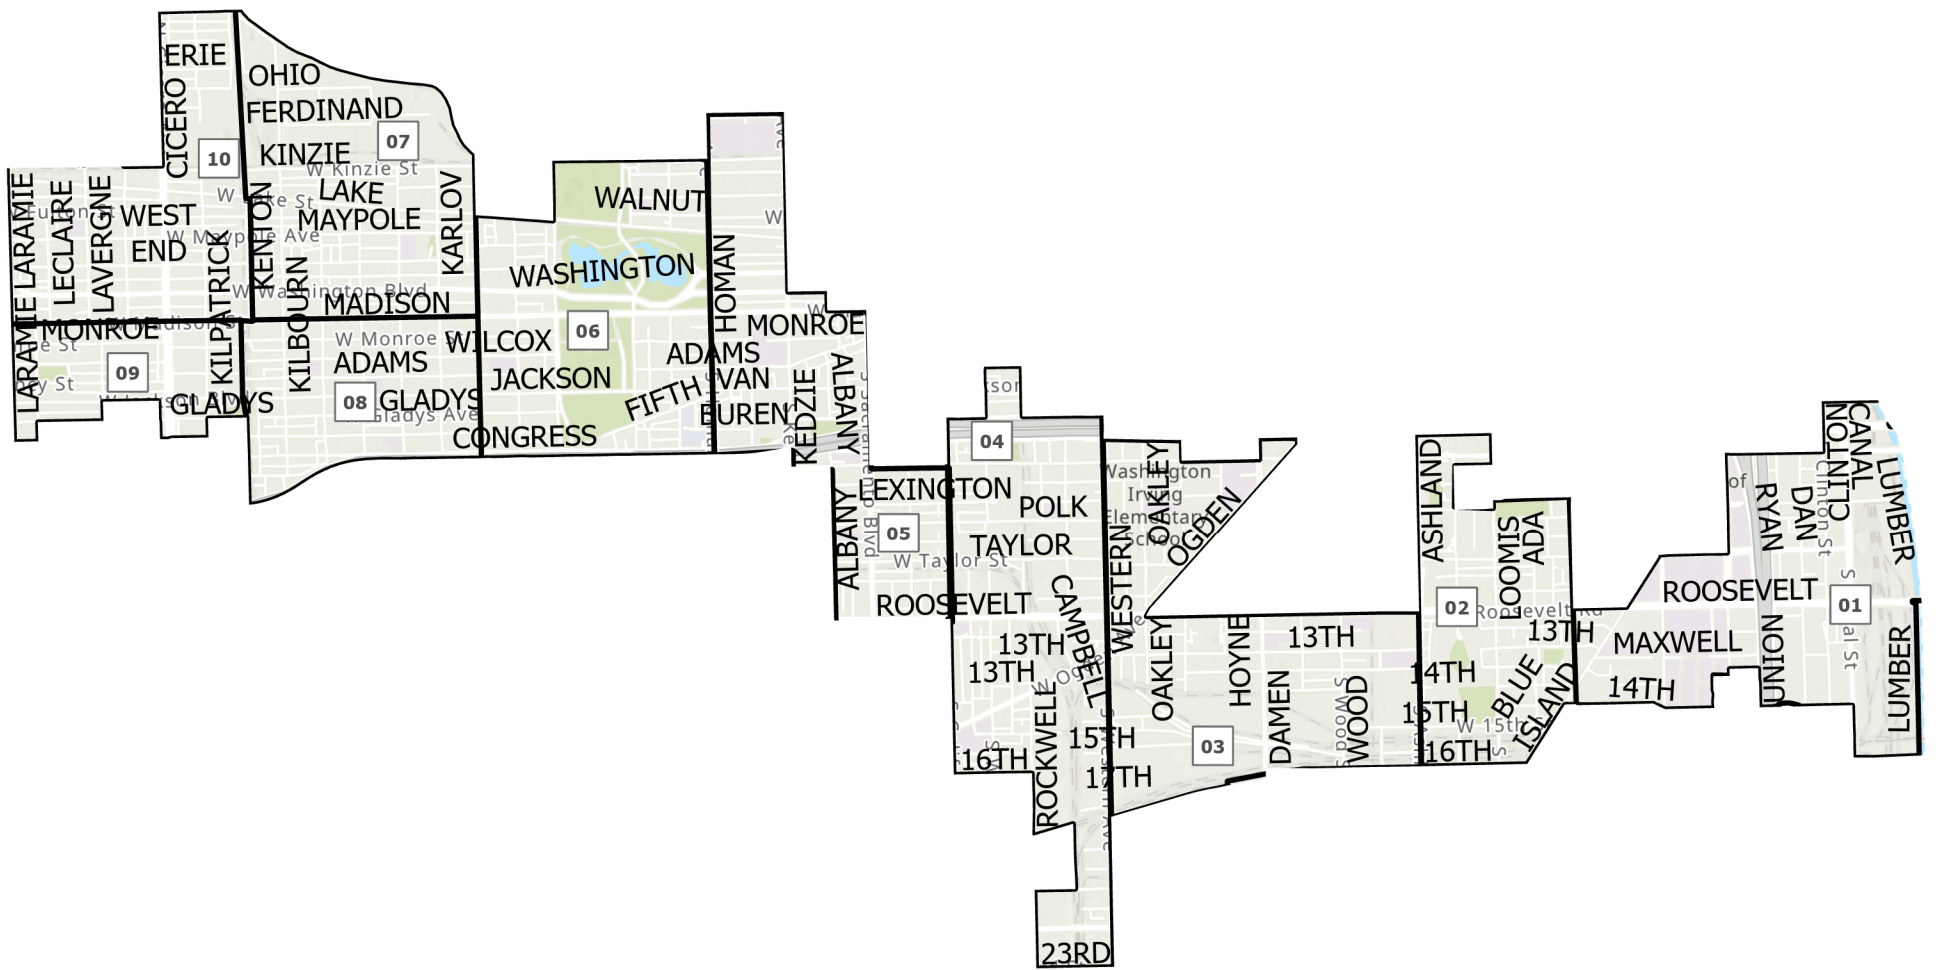 ERIE
CICERO
OHIO
FERDINAND
07
10
KINZIE
W Kinzie St
LAKE
MAYPOLE
KARLOV
LARAMIE
LARAMIE
LARAMIE
LECLAIRE
LAVERGNE
WEST
END
W Maypole Ave
KILPATRICK
KILPATRICK
KENTON
KILBOURN
KILBOURN
W Washington Blvd
MADISON
MONROE
W Monroe St
ADAMS
09
08
GLADYS
GLADYS
Gladys Ave
WALNUT
WASHINGTON
06
WILCOX
JACKSON
FIFTH
CONGRESS
HOMAN
MONROE
ADAMS
VAN
BUREN
KEDZIE
ALBANY
04
LEXINGTON
ALBANY
05
W Taylor St
ROOSEVELT
POLK
TAYLOR
CAMPBELL
13TH
13TH
16TH
ROCKWELL
15TH
17TH
23RD
WESTERN
Washington
Irving
Elementary
School
OAKLEY
OGDEN
OAKLEY
HOYNE
13TH
DAMEN
WOOD
03
ASHLAND
LOOMIS
ADA
02
Roosevelt Rd
13TH
14TH
15TH
W 15th
16TH
BLUE
ISLAND
MAXWELL
14TH
ROOSEVELT
01
RYAN
DAN
CLINTON
Clinton St
CANAL
LUMBER
UNION
LUMBER